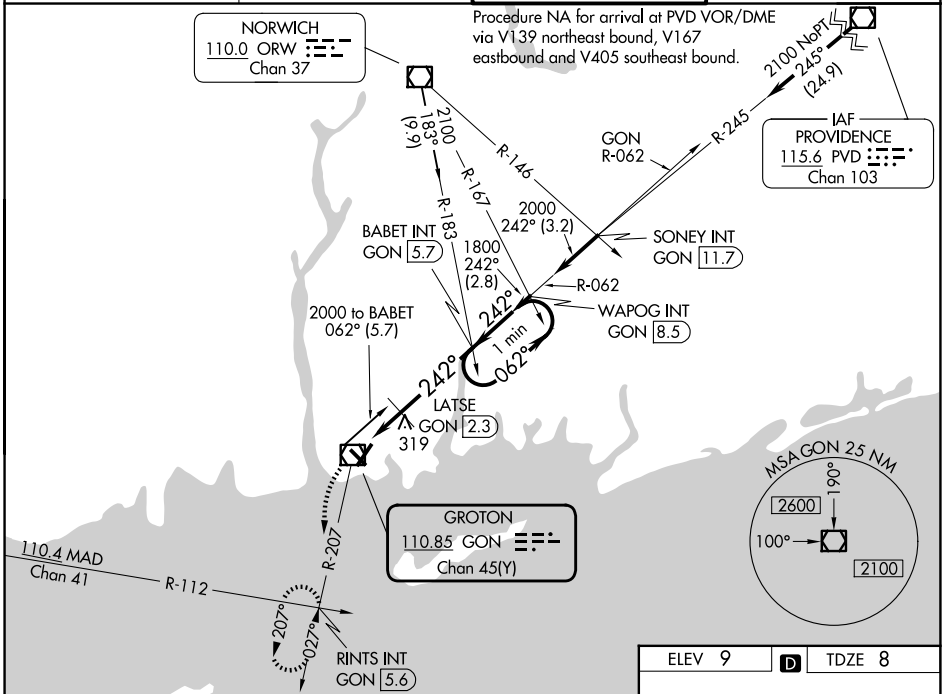 NORWICH
110.0 ORW
Chan 37
Procedure NA for arrival at PVD VOR/DME
via V139 northeast bound, V167
eastbound and V405 southeast bound.
2100 NoPT
245°
(24.9)
IAF
PROVIDENCE
115.6 PVD
Chan 103
2100
183°
(9.9)
R-245
GON
R-062
R-146
R-167
R-183
2000
242° (3.2)
BABET INT
GON 5.7
1800
242°
(2.8)
SONEY INT
GON 11.7
R-062
WAPOG INT
GON 8.5
242°
1 min
062°
2000 to BABET
062° (5.7)
242°
LATSE
GON 2.3
319
MSA GON 25 NM
190°
2600
100°
2100
GROTON
110.85 GON
Chan 45(Y)
R-207
110.4 MAD
Chan 41
R-112
207°
027°
RINTS INT
GON 5.6
ELEV 9 D TDZE 8